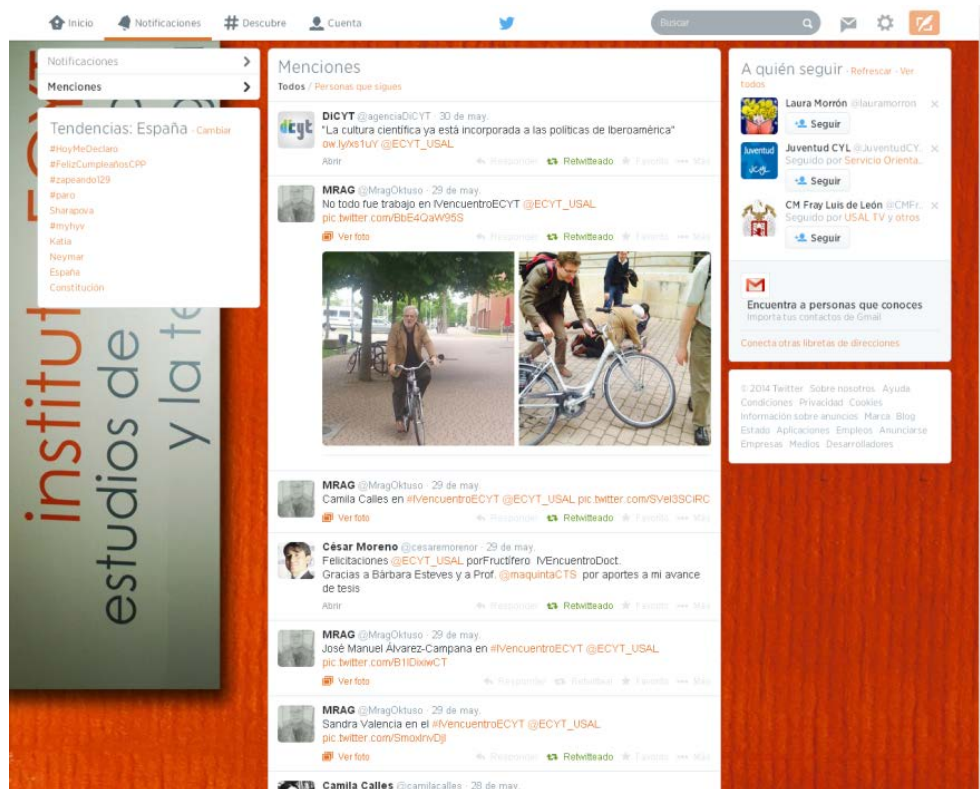 Inicio Notificaciones # Descubre Cuenta Buscar
Notificaciones
Menciones
Tendencias: España · Cambiar
#HoyMeDeclaro
#FelizCumpleañosCPP
#zapeando129
#paro
Sharapova
#myhyv
Katia
Neymar
España
Constitución
institut
estudios de
y la te
Menciones
Todos / Personas que sigues
dicyt
DiCYT @agenciaDiCYT · 30 de may.
"La cultura científica ya está incorporada a las políticas de Iberoamérica"
ow.ly/xs1uY @ECYT_USAL
Abrir Responder Retwitteado Favorito Más
MRAG @MragOktuso · 29 de may.
No todo fue trabajo en IVencuentroECYT @ECYT_USAL
pic.twitter.com/BbE4QaW95S
Ver foto Responder Retwitteado Favorito Más
MRAG @MragOktuso · 29 de may.
Camila Calles en #IVencuentroECYT @ECYT_USAL pic.twitter.com/SVel3SCiRC
Ver foto Responder Retwitteado Favorito Más
César Moreno @cesaremorenor · 29 de may.
Felicitaciones @ECYT_USAL porFructífero IVEncuentroDoct.
Gracias a Bárbara Esteves y a Prof. @maquintaCTS por aportes a mi avance
de tesis
Abrir Responder Retwitteado Favorito Más
MRAG @MragOktuso · 29 de may.
José Manuel Álvarez-Campana en #IVencuentroECYT @ECYT_USAL
pic.twitter.com/B1IDixiwCT
Ver foto Responder Retwittear Favorito Más
MRAG @MragOktuso · 29 de may.
Sandra Valencia en el #IVencuentroECYT @ECYT_USAL
pic.twitter.com/SmoxInvDjI
Ver foto Responder Retwitteado Favorito Más
Camila Calles @camilacalles · 28 de may.
A quién seguir · Refrescar · Ver
todos
Laura Morrón @lauramorron
Seguir
Juventud
JCYL
Juventud CYL @JuventudCY..
Seguido por Servicio Orienta..
Seguir
CM Fray Luis de León @CMFr..
Seguido por USAL TV y otros
Seguir
Encuentra a personas que conoces
Importa tus contactos de Gmail
Conecta otras libretas de direcciones
© 2014 Twitter Sobre nosotros Ayuda
Condiciones Privacidad Cookies
Información sobre anuncios Marca Blog
Estado Aplicaciones Empleos Anunciarse
Empresas Medios Desarrolladores